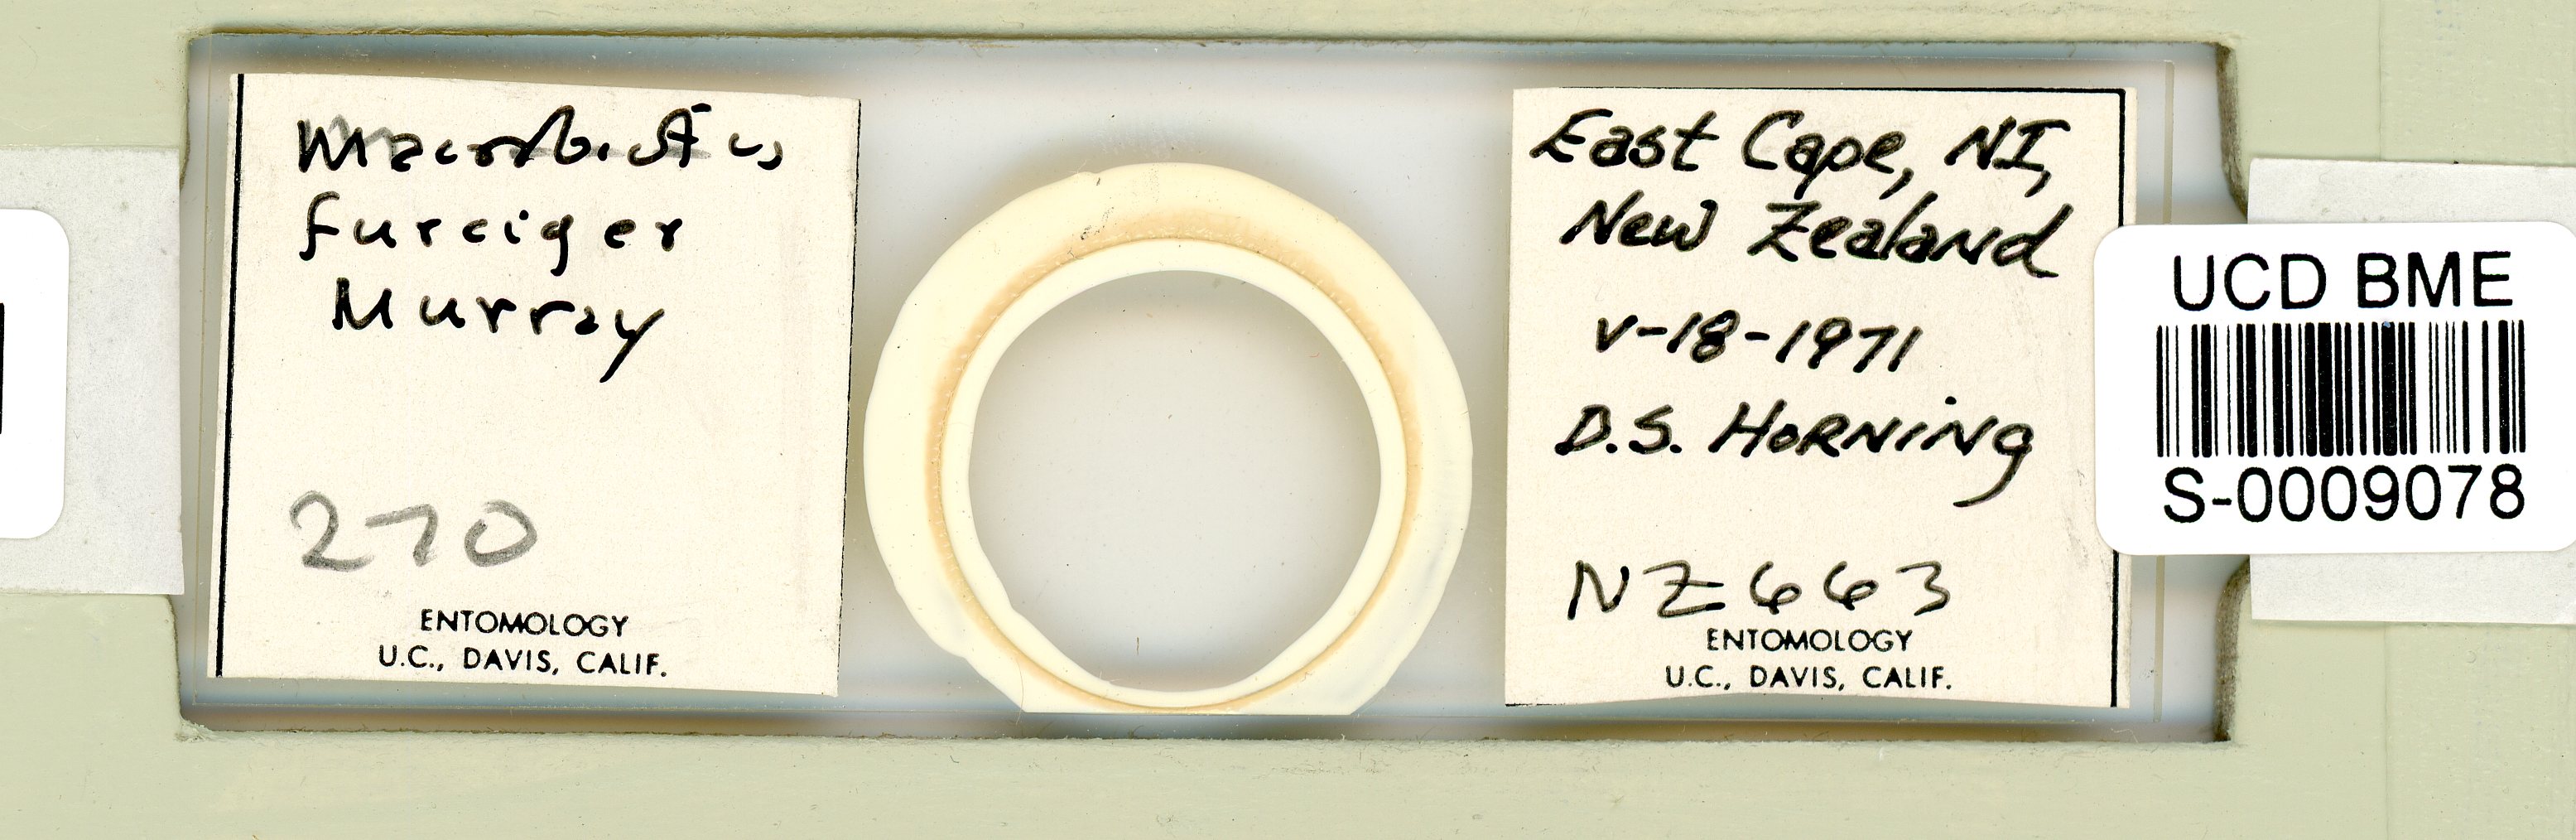 Macrobiotus
furciger
Murray
270
ENTOMOLOGY
U.C., DAVIS, CALIF.
East Cape, NI,
New Zealand
V-18-1971
D.S. HORNING
NZ663
ENTOMOLOGY
U.C., DAVIS, CALIF.
UCD BME
S-0009078